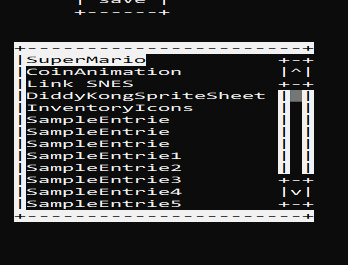 save
SuperMario
CoinAnimation
Link SNES
DiddyKongSpriteSheet
InventoryIcons
SampleEntrie
SampleEntrie
SampleEntrie
SampleEntrie1
SampleEntrie2
SampleEntrie3
SampleEntrie4
SampleEntrie5